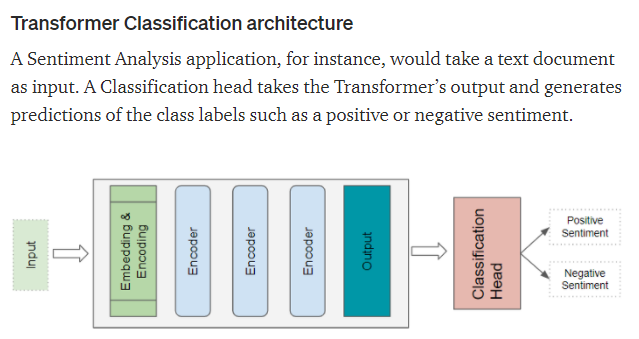 Transformer Classification architecture
A Sentiment Analysis application, for instance, would take a text document
as input. A Classification head takes the Transformer’s output and generates
predictions of the class labels such as a positive or negative sentiment.
Input
Embedding &
Encoding
Encoder
Encoder
Encoder
Output
Classification
Head
Positive
Sentiment
Negative
Sentiment